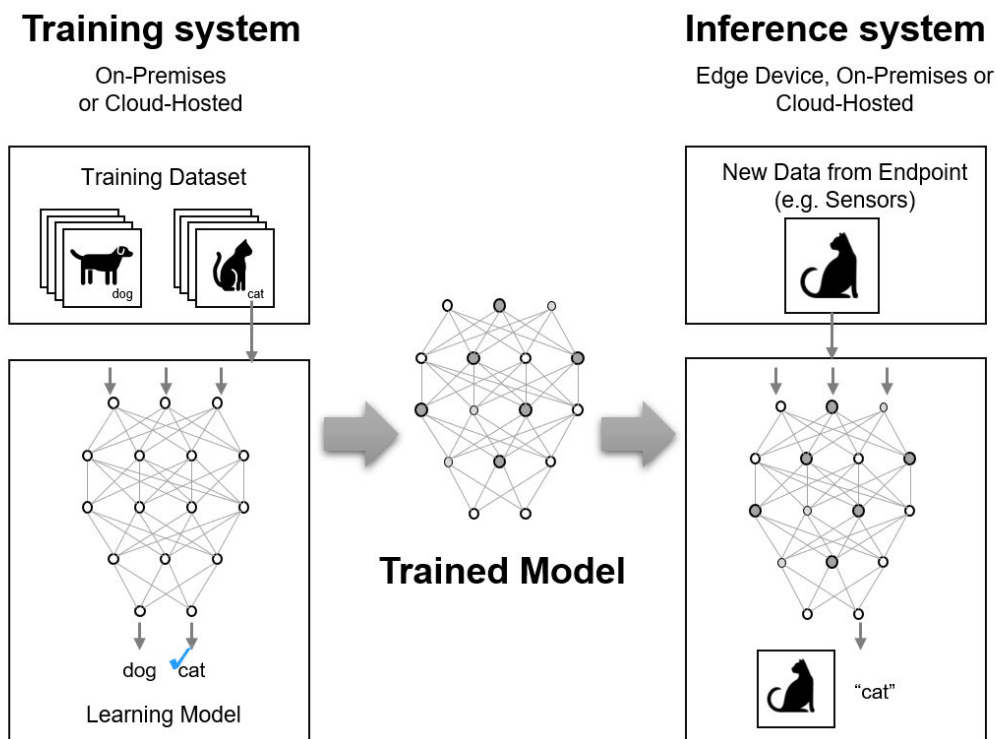 Training system
On-Premises
or Cloud-Hosted
Training Dataset
dog
cat
dog
cat
Learning Model
Trained Model
Inference system
Edge Device, On-Premises or
Cloud-Hosted
New Data from Endpoint
(e.g. Sensors)
“cat”